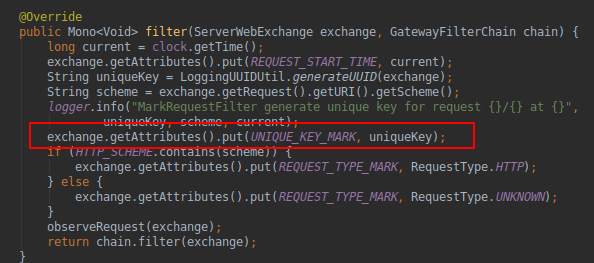 @Override
public Mono<Void> filter(ServerWebExchange exchange, GatewayFilterChain chain) {
long current = clock.getTime();
exchange.getAttributes().put(REQUEST_START_TIME, current);
String uniqueKey = LoggingUUIDUtil.generateUUID(exchange);
String scheme = exchange.getRequest().getURI().getScheme();
logger.info("MarkRequestFilter generate unique key for request {}/{} at {}",
uniqueKey, scheme, current);
exchange.getAttributes().put(UNIQUE_KEY_MARK, uniqueKey);
if (HTTP_SCHEME.contains(scheme)) {
exchange.getAttributes().put(REQUEST_TYPE_MARK, RequestType.HTTP);
} else {
exchange.getAttributes().put(REQUEST_TYPE_MARK, RequestType.UNKNOWN);
}
observeRequest(exchange);
return chain.filter(exchange);
}